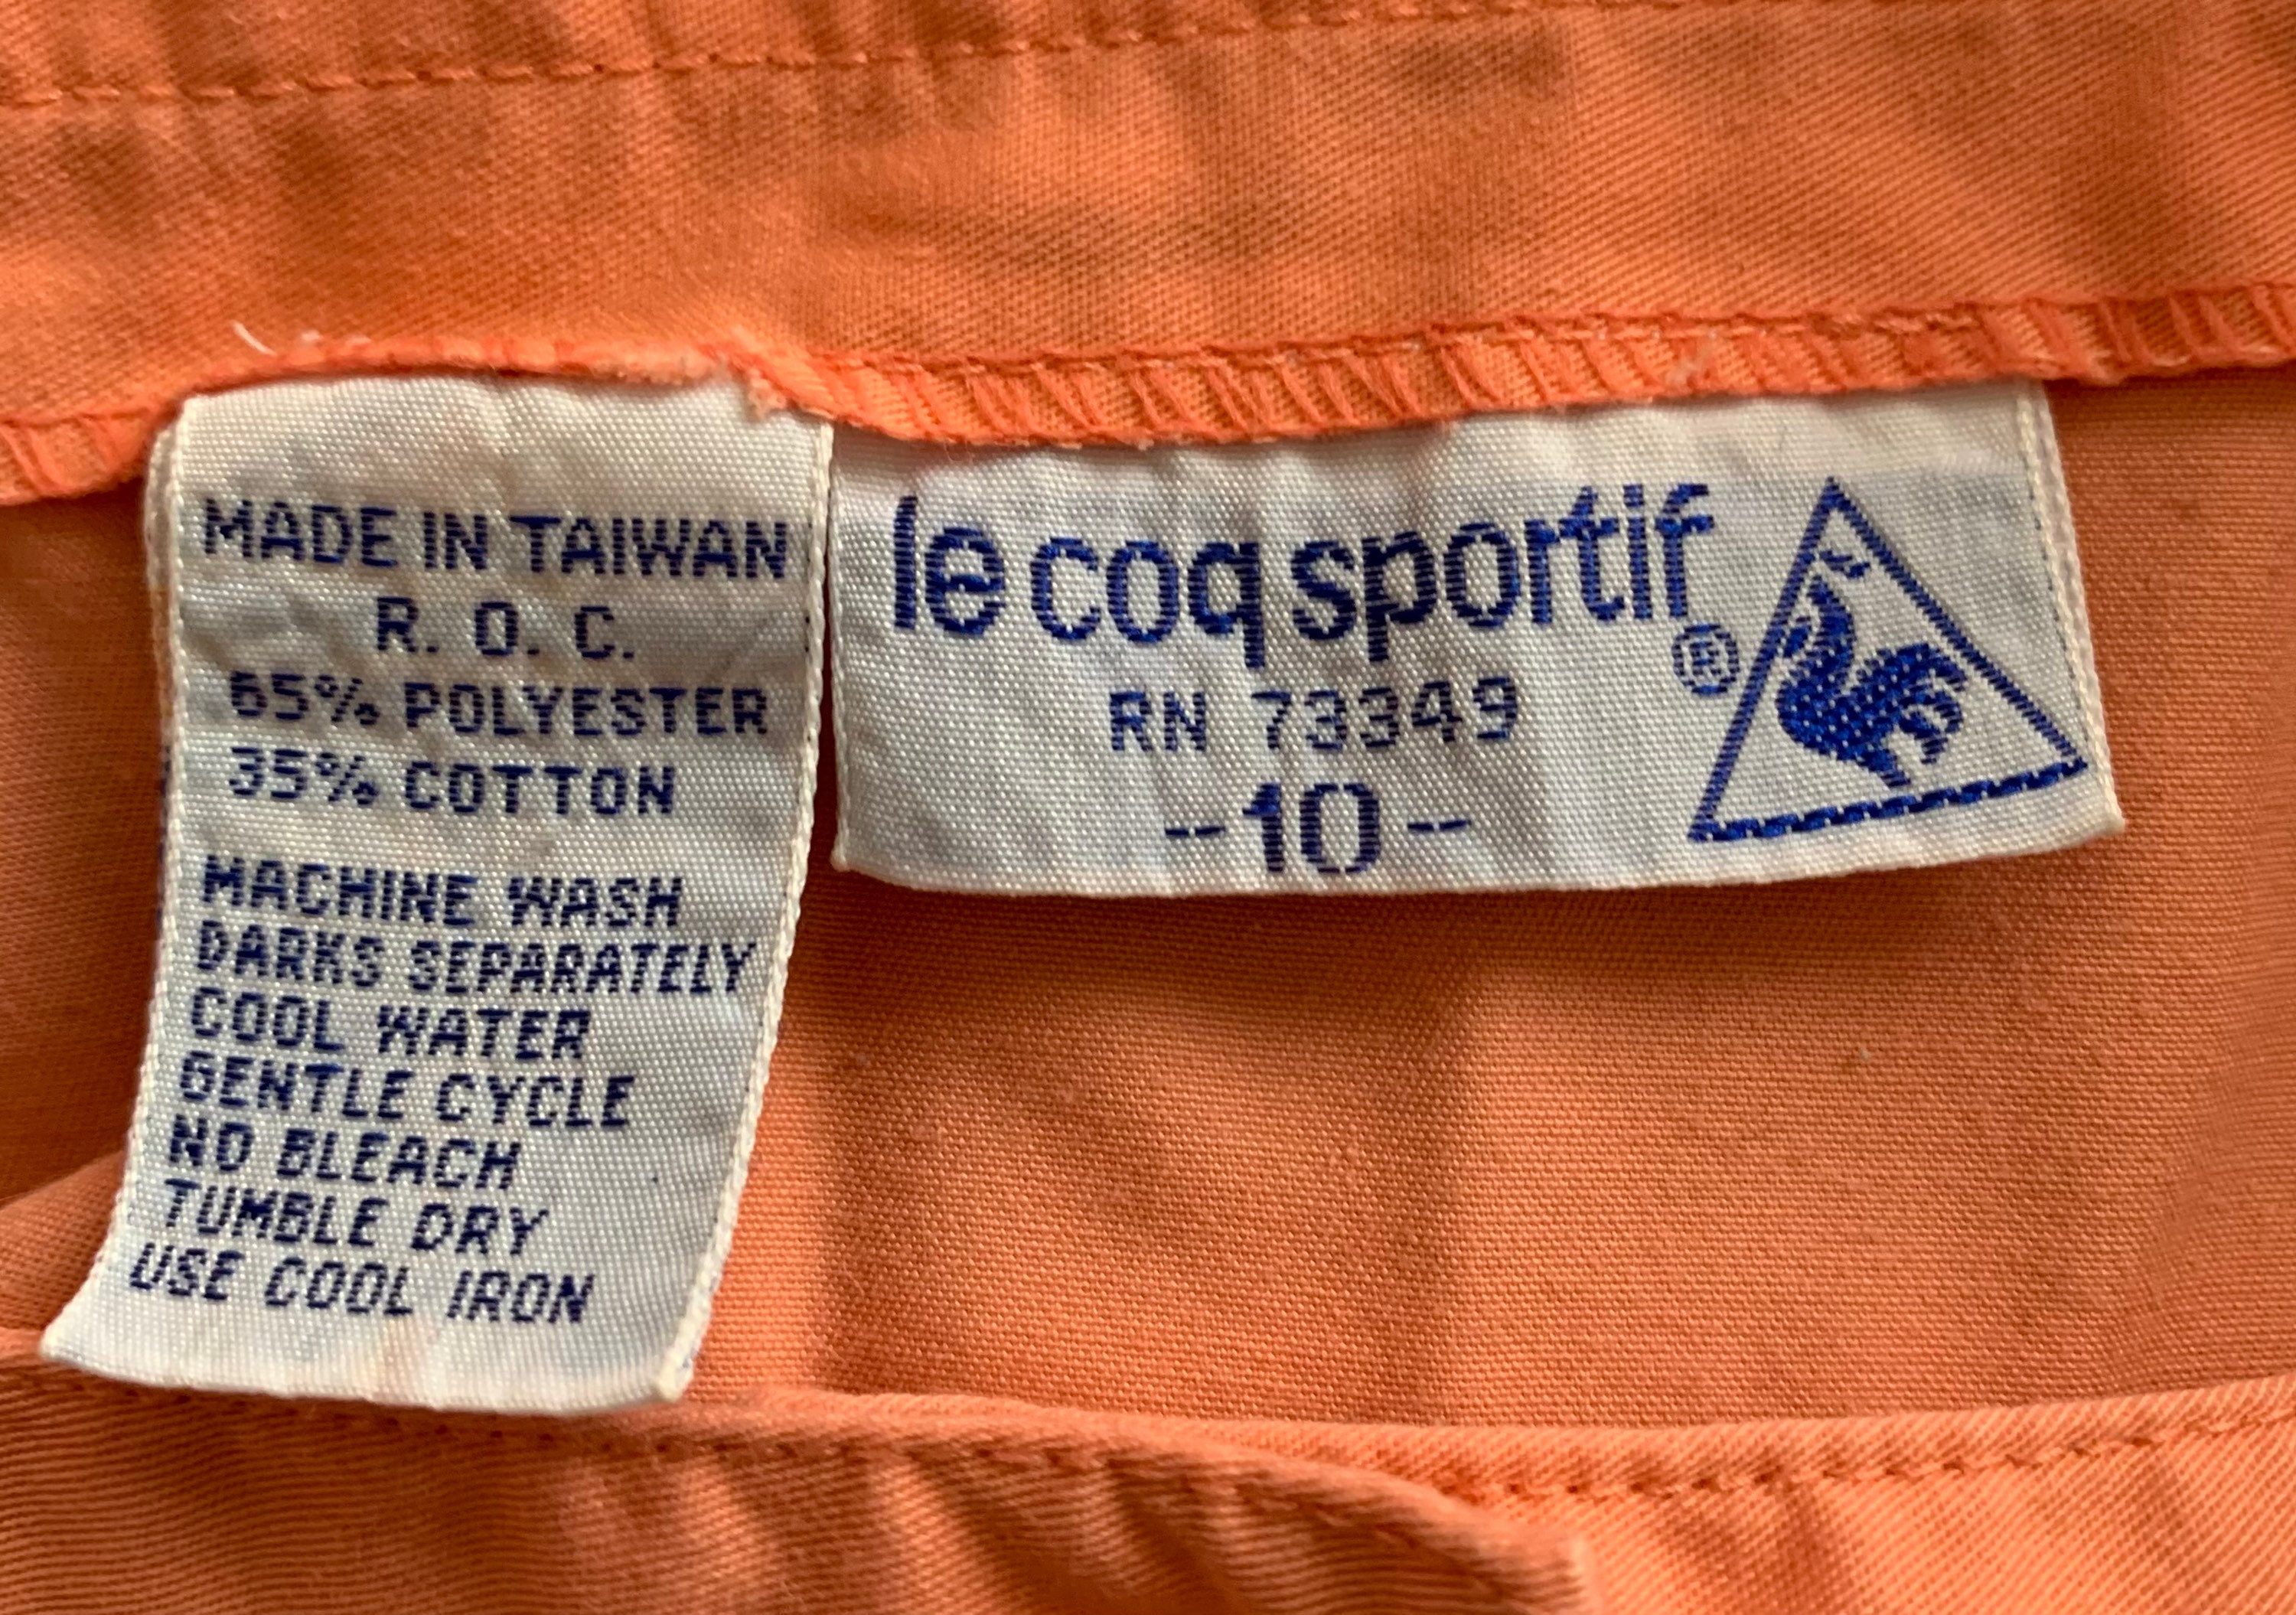 MADE IN TAIWAN
R. O. C.
65% POLYESTER
35% COTTON
MACHINE WASH
DARKS SEPARATELY
COOL WATER
GENTLE CYCLE
NO BLEACH
TUMBLE DRY
USE COOL IRON
le coq sportif ®
RN 73349
-10-